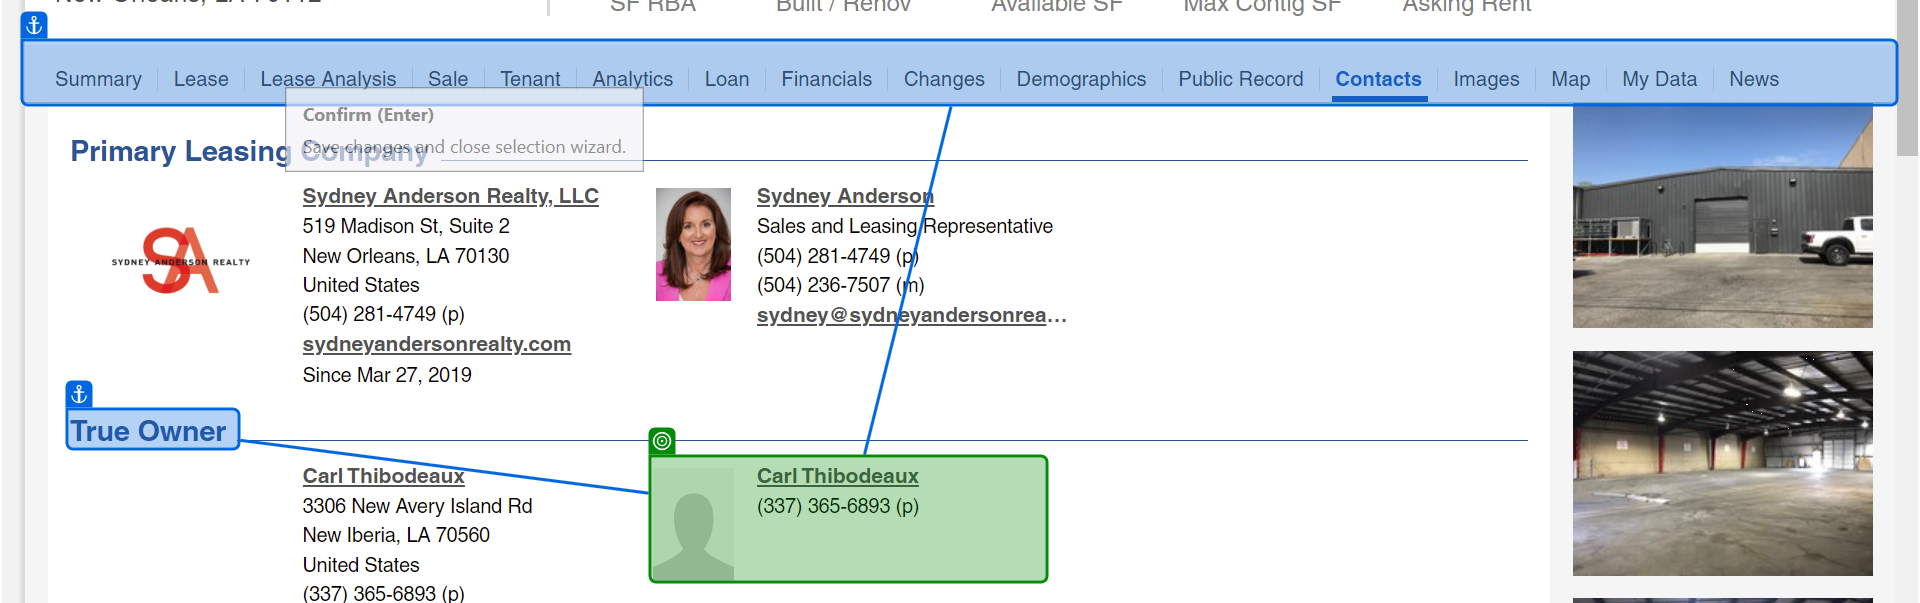 New Orleans, LA 70112
SF RBA Built / Renov Available SF Max Contig SF Asking Rent
Summary Lease Lease Analysis Sale Tenant Analytics Loan Financials Changes Demographics Public Record Contacts Images Map My Data News
Confirm (Enter)
Save changes and close selection wizard.
Primary Leasing Company
SYDNEY ANDERSON REALTY
SA
Sydney Anderson Realty, LLC
519 Madison St, Suite 2
New Orleans, LA 70130
United States
(504) 281-4749 (p)
sydneyandersonrealty.com
Since Mar 27, 2019
Sydney Anderson
Sales and Leasing Representative
(504) 281-4749 (p)
(504) 236-7507 (m)
sydney@sydneyandersonrea...
True Owner
Carl Thibodeaux
3306 New Avery Island Rd
New Iberia, LA 70560
United States
(337) 365-6893 (p)
Carl Thibodeaux
(337) 365-6893 (p)